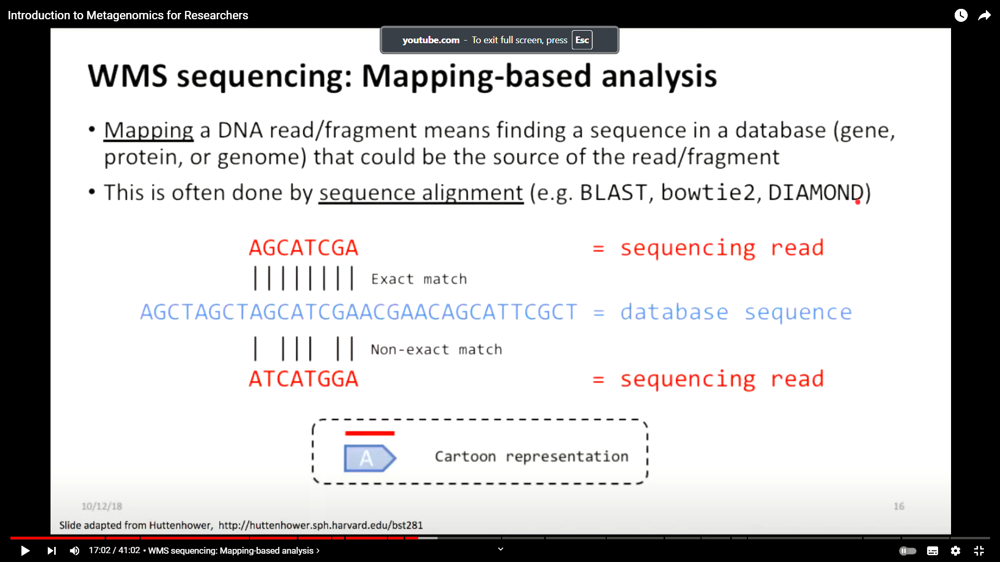 Introduction to Metagenomics for Researchers
youtube.com - To exit full screen, press Esc
WMS sequencing: Mapping-based analysis
• Mapping a DNA read/fragment means finding a sequence in a database (gene,
protein, or genome) that could be the source of the read/fragment
• This is often done by sequence alignment (e.g. BLAST, bowtie2, DIAMOND)
AGCATCGA = sequencing read
|||||||| Exact match
AGCTAGCTAGCATCGAACGAACAGCATTCGCT = database sequence
| ||| || Non-exact match
ATCATGGA = sequencing read
A Cartoon representation
10/12/18 16
Slide adapted from Huttenhower, http://huttenhower.sph.harvard.edu/bst281
17:02 / 41:02 • WMS sequencing: Mapping-based analysis ›